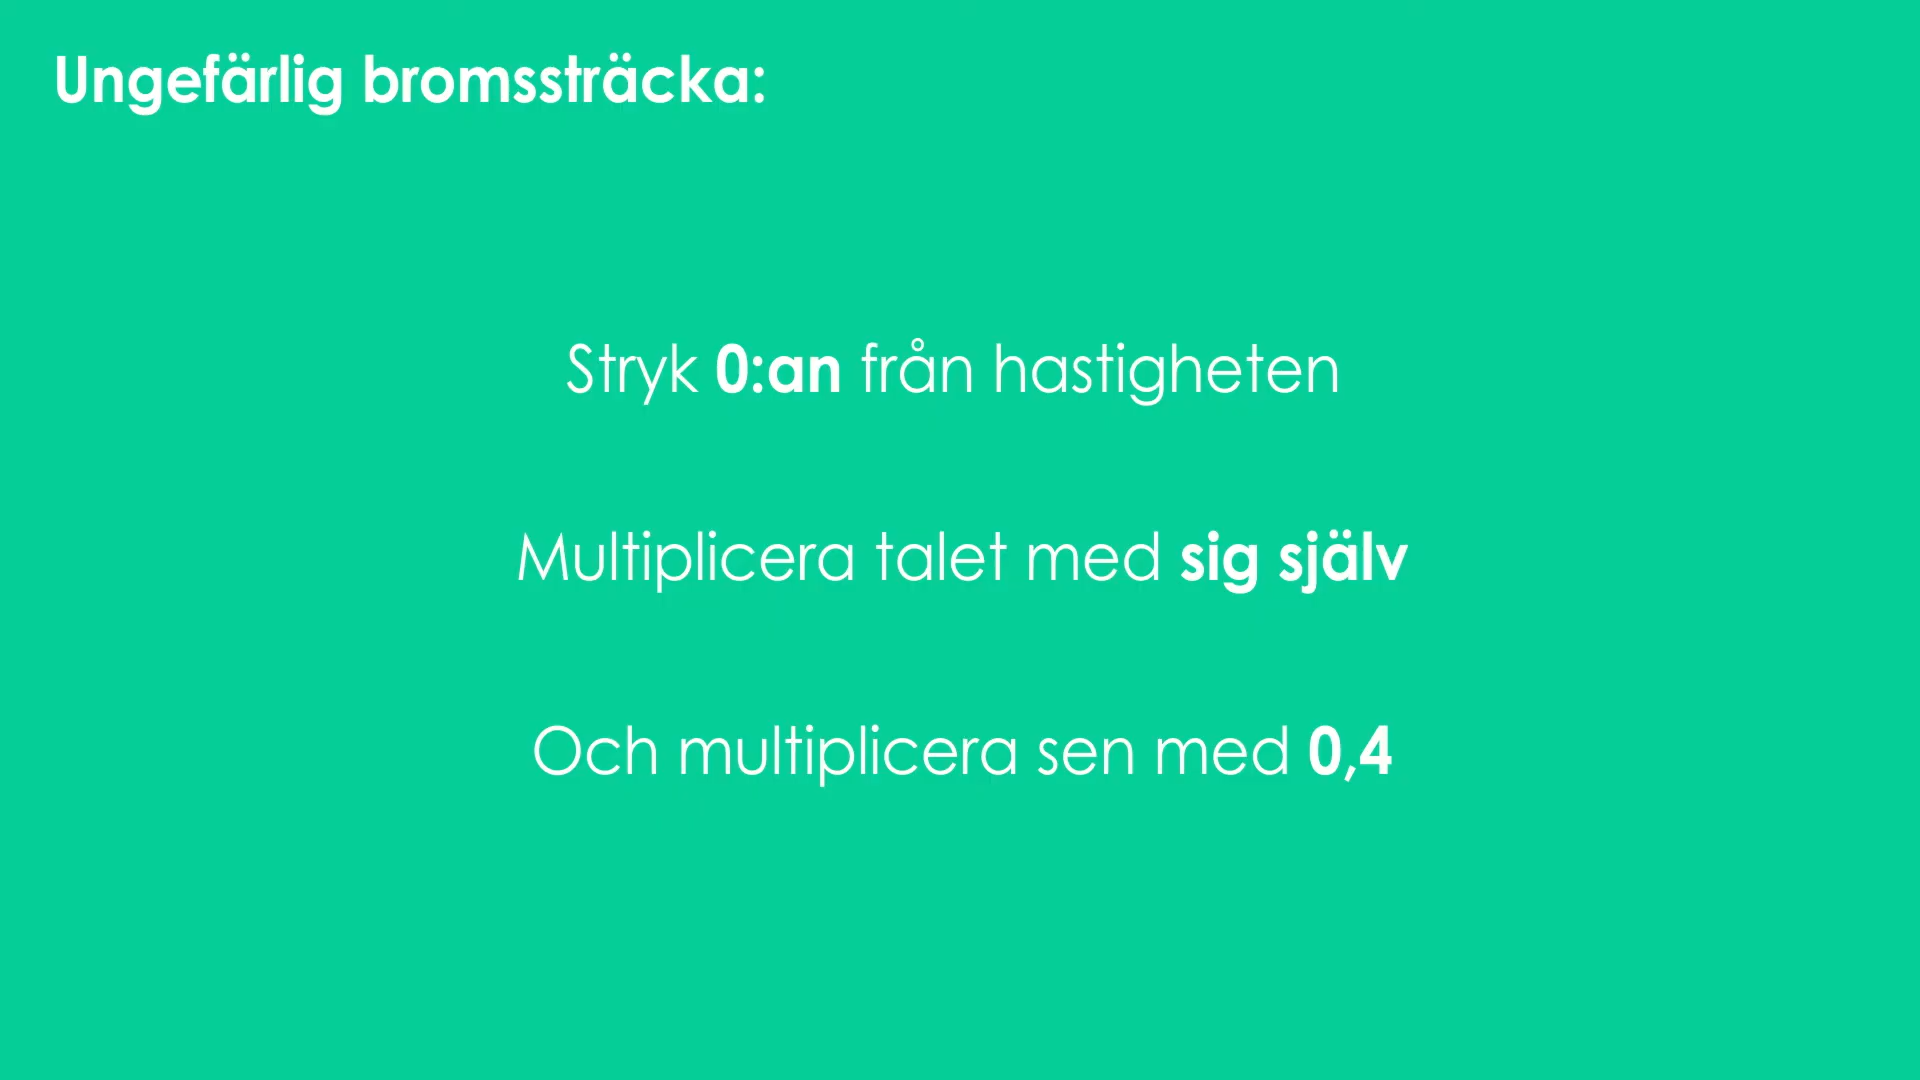 Ungefärlig bromssträcka:
Stryk 0:an från hastigheten
Multiplicera talet med sig själv
Och multiplicera sen med 0,4